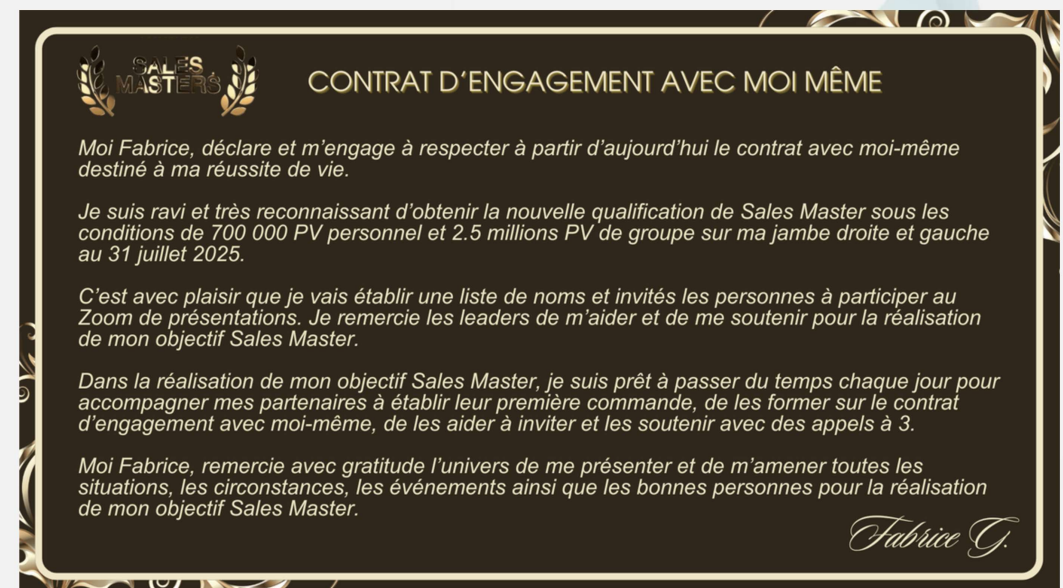 SALES
MASTERS
CONTRAT D'ENGAGEMENT AVEC MOI MÊME
Moi Fabrice, déclare et m'engage à respecter à partir d'aujourd'hui le contrat avec moi-même
destiné à ma réussite de vie.
Je suis ravi et très reconnaissant d'obtenir la nouvelle qualification de Sales Master sous les
conditions de 700 000 PV personnel et 2.5 millions PV de groupe sur ma jambe droite et gauche
au 31 juillet 2025.
C'est avec plaisir que je vais établir une liste de noms et invités les personnes à participer au
Zoom de présentations. Je remercie les leaders de m'aider et de me soutenir pour la réalisation
de mon objectif Sales Master.
Dans la réalisation de mon objectif Sales Master, je suis prêt à passer du temps chaque jour pour
accompagner mes partenaires à établir leur première commande, de les former sur le contrat
d'engagement avec moi-même, de les aider à inviter et les soutenir avec des appels à 3.
Moi Fabrice, remercie avec gratitude l'univers de me présenter et de m'amener toutes les
situations, les circonstances, les événements ainsi que les bonnes personnes pour la réalisation
de mon objectif Sales Master.
Fabrice G.